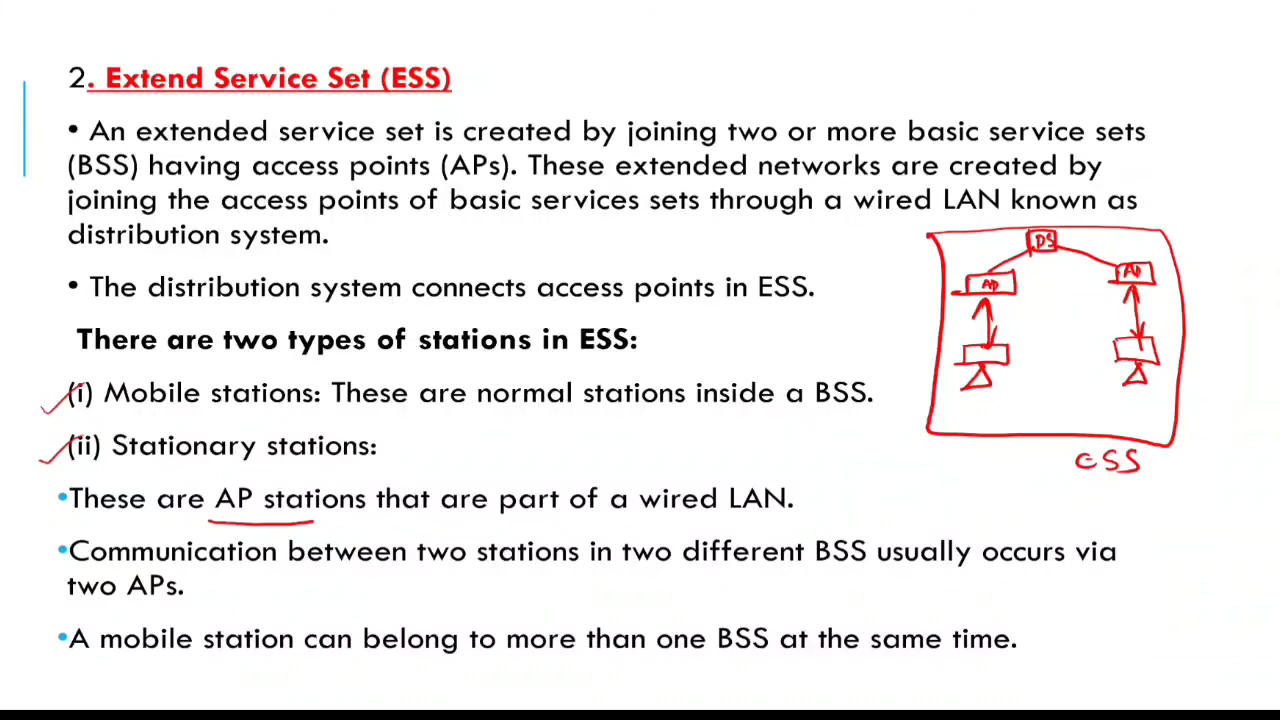 2. Extend Service Set (ESS)
• An extended service set is created by joining two or more basic service sets
(BSS) having access points (APs). These extended networks are created by
joining the access points of basic services sets through a wired LAN known as
distribution system.
DS
• The distribution system connects access points in ESS.
AP
AP
There are two types of stations in ESS:
(i) Mobile stations: These are normal stations inside a BSS.
(ii) Stationary stations:
ESS
•These are AP stations that are part of a wired LAN.
•Communication between two stations in two different BSS usually occurs via
two APs.
•A mobile station can belong to more than one BSS at the same time.